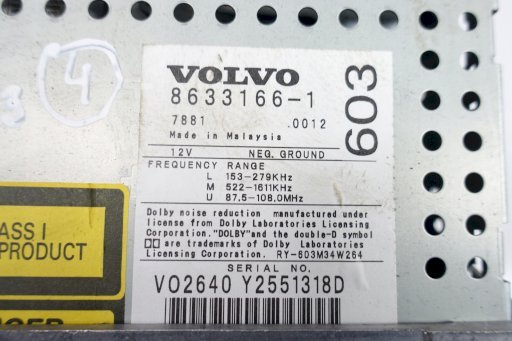 4
VOLVO
8633166-1
603
7881 .0012
Made in Malaysia
12V NEG. GROUND
FREQUENCY RANGE
L 153-279KHz
M 522-1611KHz
U 87.5-108.0MHz
Dolby noise reduction manufactured under
license from Dolby Laboratories Licensing
Corporation. "DOLBY"and the double-D symbol
are trademarks of Dolby Laboratories
Licensing Corporation. RY-603M34W264
SERIAL NO.
VO2640 Y2551318D
ASS I
PRODUCT